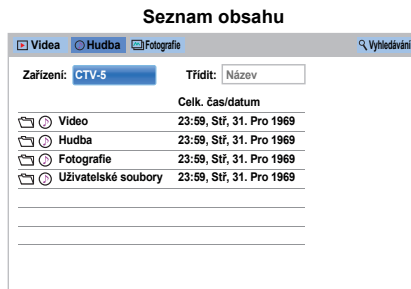 Seznam obsahu
Videa Hudba Fotografie Vyhledávání
Zařízení: CTV-5 Třídit: Název
Celk. čas/datum
Video 23:59, Stř, 31. Pro 1969
Hudba 23:59, Stř, 31. Pro 1969
Fotografie 23:59, Stř, 31. Pro 1969
Uživatelské soubory 23:59, Stř, 31. Pro 1969